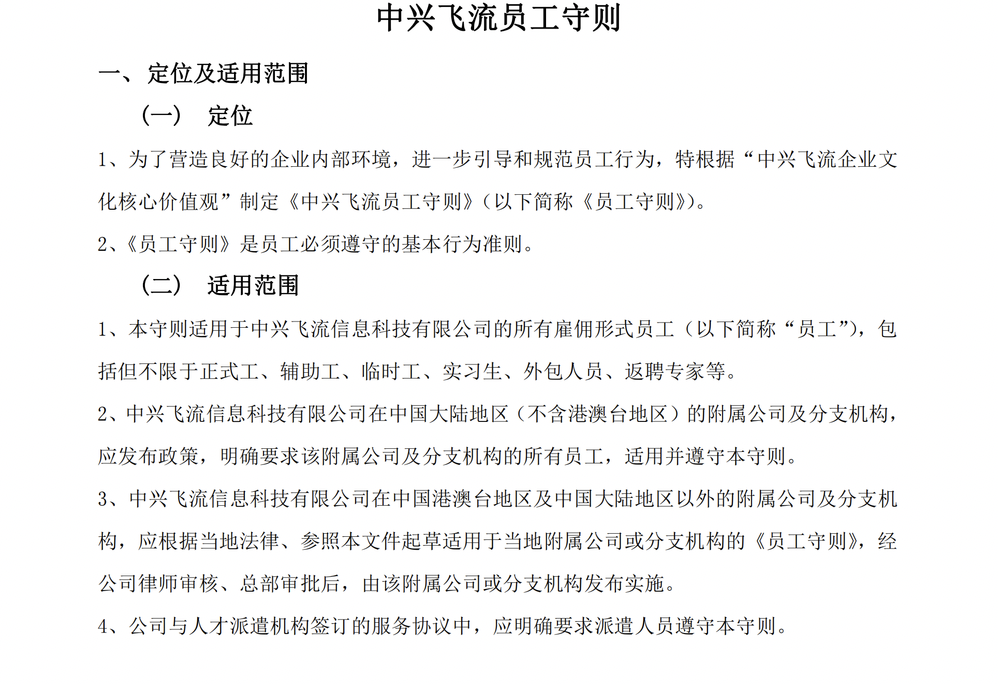 中兴飞流员工守则
一、定位及适用范围
(一) 定位
1、为了营造良好的企业内部环境，进一步引导和规范员工行为，特根据“中兴飞流企业文
化核心价值观”制定《中兴飞流员工守则》（以下简称《员工守则》）。
2、《员工守则》是员工必须遵守的基本行为准则。
(二) 适用范围
1、本守则适用于中兴飞流信息科技有限公司的所有雇佣形式员工（以下简称“员工”），包
括但不限于正式工、辅助工、临时工、实习生、外包人员、返聘专家等。
2、中兴飞流信息科技有限公司在中国大陆地区（不含港澳台地区）的附属公司及分支机构，
应发布政策，明确要求该附属公司及分支机构的所有员工，适用并遵守本守则。
3、中兴飞流信息科技有限公司在中国港澳台地区及中国大陆地区以外的附属公司及分支机
构，应根据当地法律、参照本文件起草适用于当地附属公司或分支机构的《员工守则》，经
公司律师审核、总部审批后，由该附属公司或分支机构发布实施。
4、公司与人才派遣机构签订的服务协议中，应明确要求派遣人员遵守本守则。